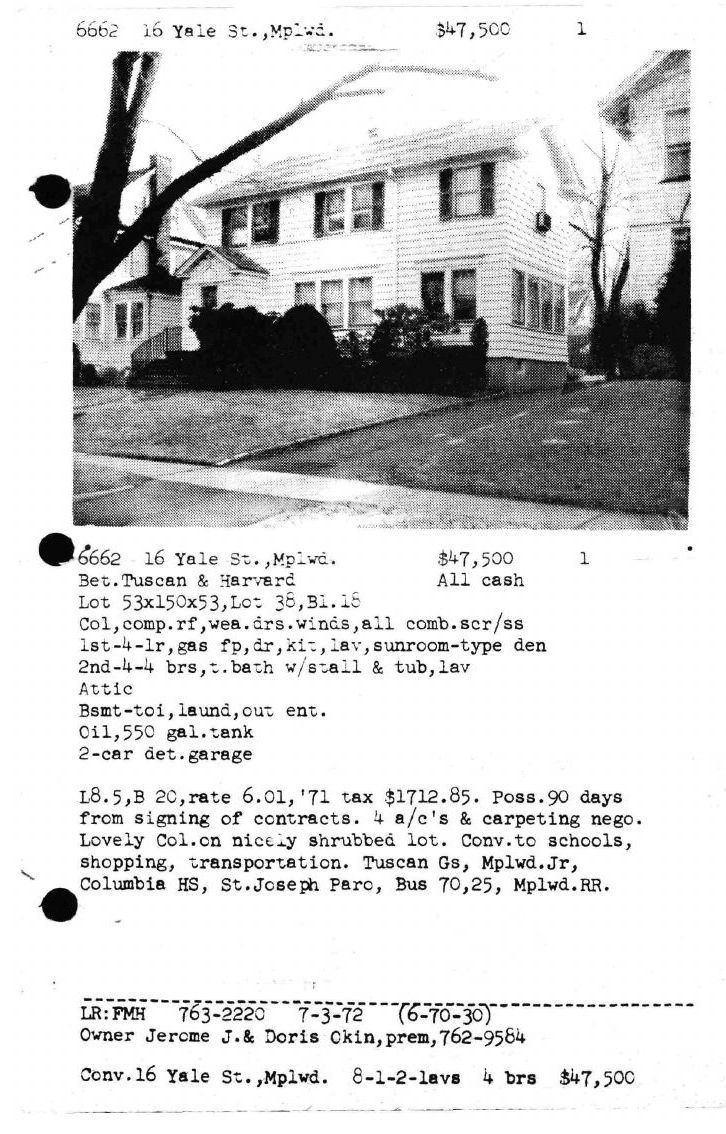 6662 16 Yale St.,Mplwd. $47,500 1
6662 16 Yale St.,Mplwd. $47,500 1
Bet.Tuscan & Harvard All cash
Lot 53x150x53,Lot 38,Bl.18
Col,comp.rf,wea.drs.winds,all comb.scr/ss
1st-4-lr,gas fp,dr,kit,lav,sunroom-type den
2nd-4-4 brs,t.bath w/stall & tub,lav
Attic
Bsmt-toi,laund,out ent.
Oil,550 gal.tank
2-car det.garage
L8.5,B 20,rate 6.01,'71 tax $1712.85. Poss.90 days
from signing of contracts. 4 a/c's & carpeting nego.
Lovely Col.on nicely shrubbed lot. Conv.to schools,
shopping, transportation. Tuscan Gs, Mplwd.Jr,
Columbia HS, St.Joseph Paro, Bus 70,25, Mplwd.RR.
LR:FMH 763-2220 7-3-72 (6-70-30)
Owner Jerome J.& Doris Okin,prem,762-9584
Conv.16 Yale St.,Mplwd. 8-1-2-lavs 4 brs $47,500